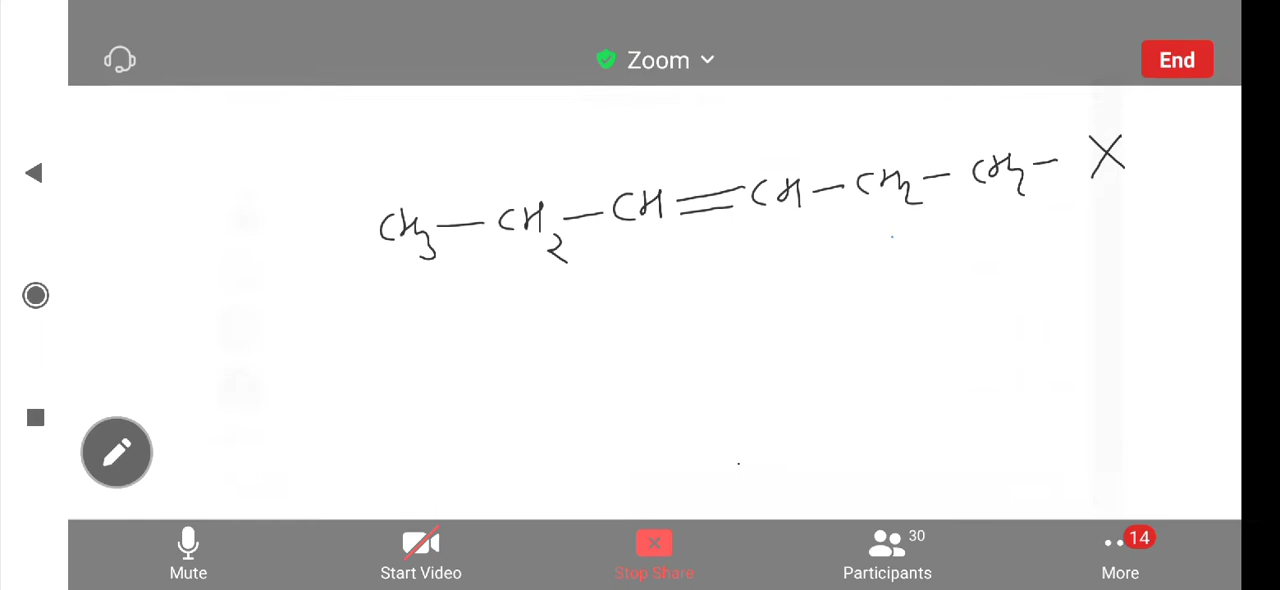 Zoom
End
CH₃—CH₂—CH=CH—CH₂—CH₂—X
30
14
Mute
Start Video
Stop Share
Participants
More